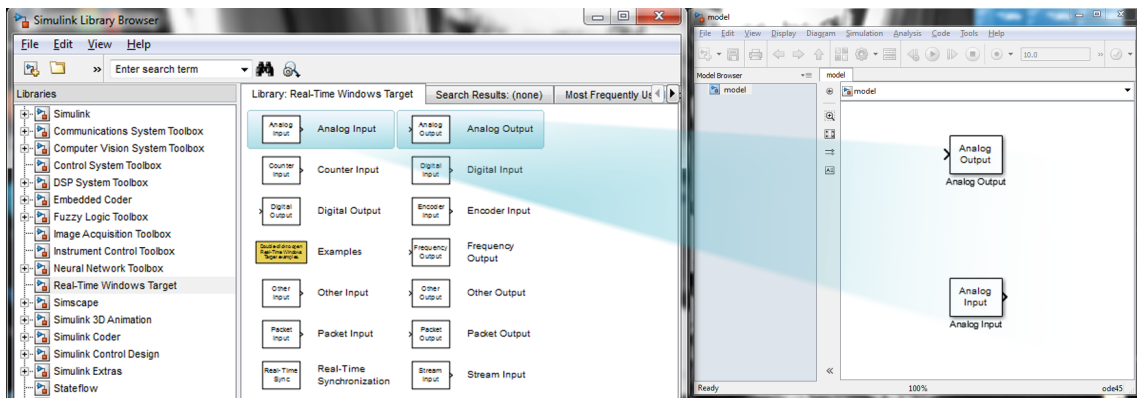 Simulink Library Browser
File Edit View Help
» Enter search term
Libraries
Simulink
Communications System Toolbox
Computer Vision System Toolbox
Control System Toolbox
DSP System Toolbox
Embedded Coder
Fuzzy Logic Toolbox
Image Acquisition Toolbox
Instrument Control Toolbox
Neural Network Toolbox
Real-Time Windows Target
Simscape
Simulink 3D Animation
Simulink Coder
Simulink Control Design
Simulink Extras
Stateflow
Library: Real-Time Windows Target Search Results: (none) Most Frequently Us
Analog Input Analog Input Analog Output Analog Output
Counter Input Counter Input Digital Input Digital Input
Digital Output Digital Output Encoder Input Encoder Input
Examples Frequency Output Frequency Output
Other Input Other Input Other Output Other Output
Packet Input Packet Input Packet Output Packet Output
Real-Time Sync Real-Time Synchronization Stream Input Stream Input
model
File Edit View Display Diagram Simulation Analysis Code Tools Help
10.0 »
Model Browser model
model
model
Analog
Output
Analog Output
Analog
Input
Analog Input
Ready 100% ode45